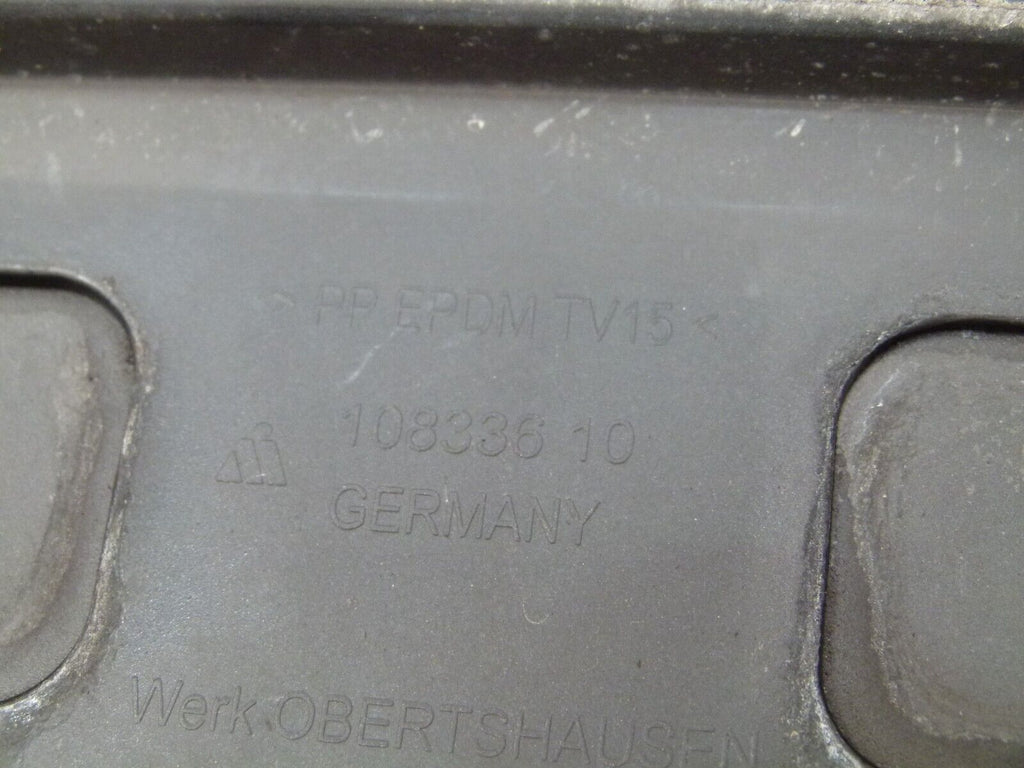 > PP EPDM TV15 <
108336 10
GERMANY
Werk OBERTSHAUSEN